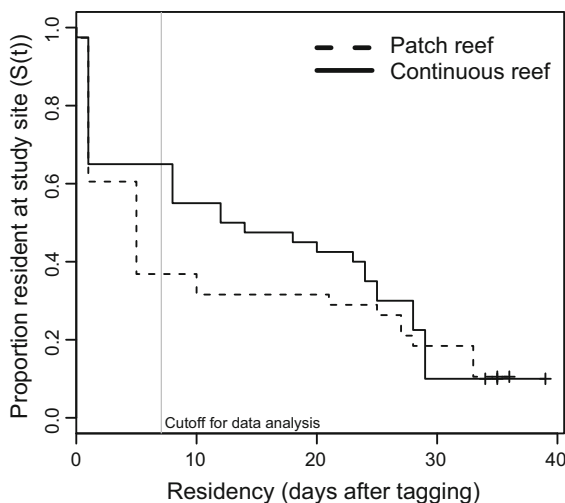 Proportion resident at study site (S(t))
1.0
0.8
0.6
0.4
0.2
0.0
Patch reef
Continuous reef
Cutoff for data analysis
0 10 20 30 40
Residency (days after tagging)